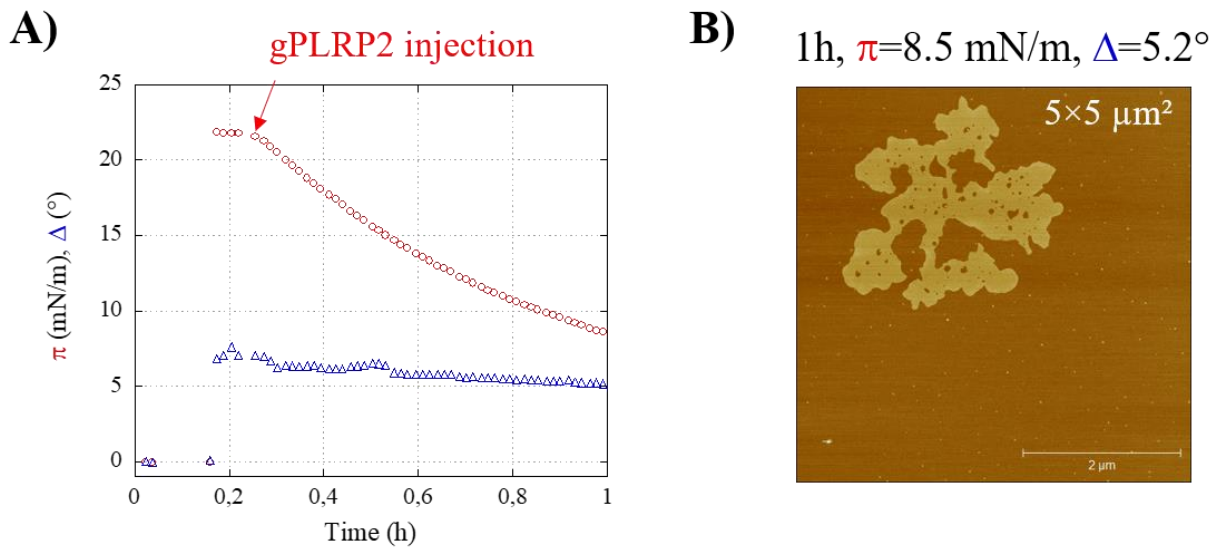 A)
gPLRP2 injection
25
20
15
10
5
0
π (mN/m), Δ (°)
0
0,2
0,4
0,6
0,8
1
Time (h)
B)
1h, π=8.5 mN/m, Δ=5.2°
5×5 µm²
2 µm